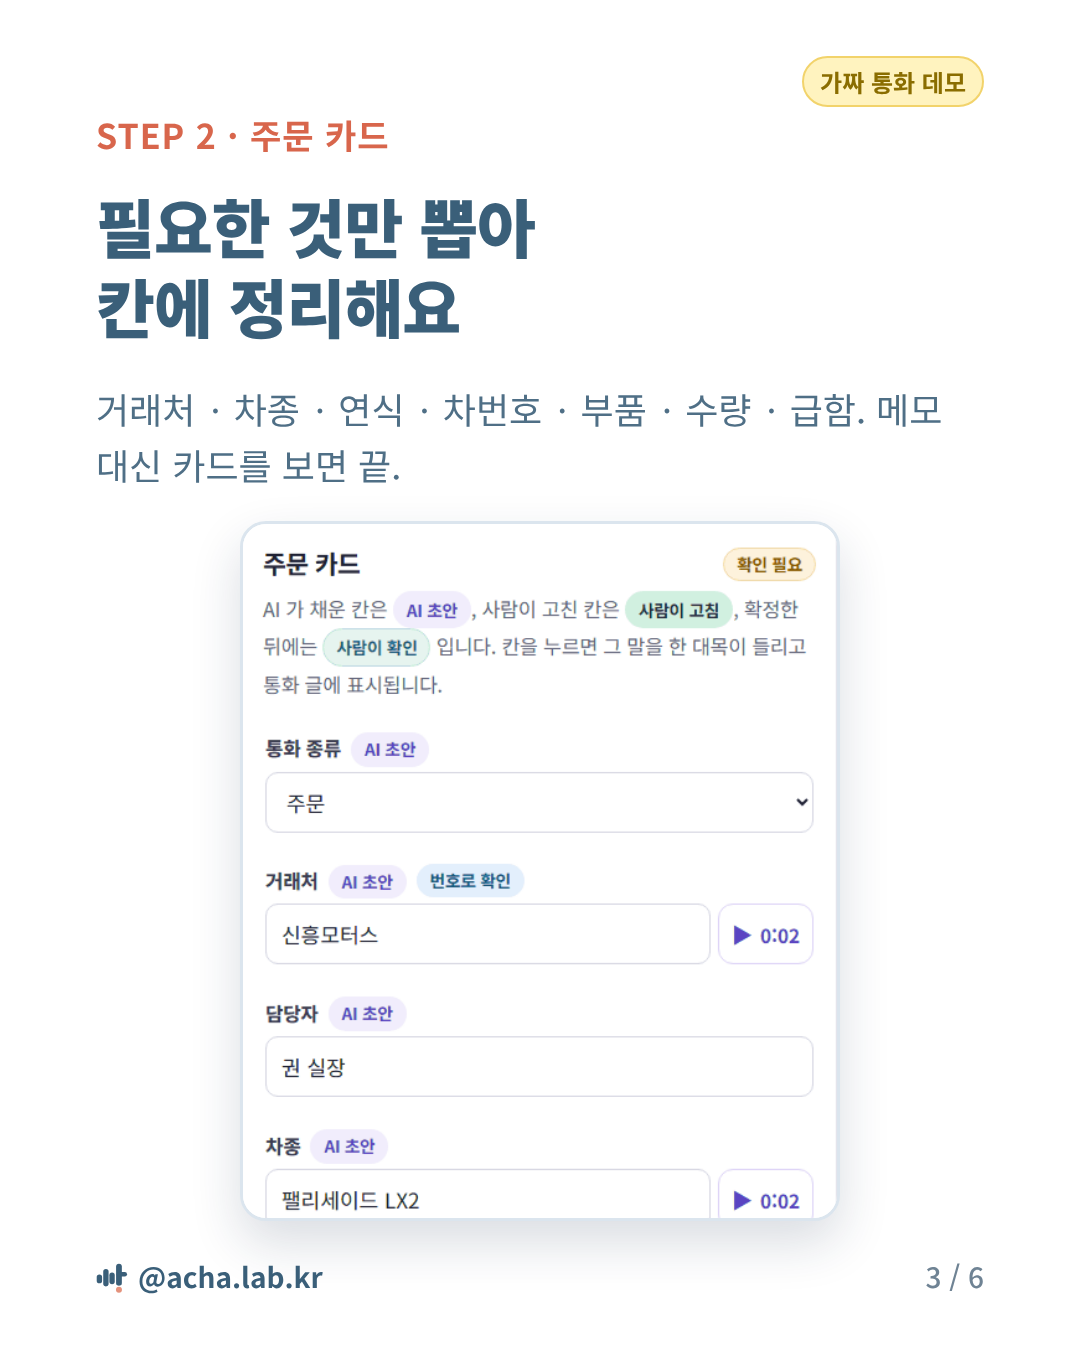 가짜 통화 데모
STEP 2 · 주문 카드
필요한 것만 뽑아
칸에 정리해요
거래처 · 차종 · 연식 · 차번호 · 부품 · 수량 · 급함. 메모
대신 카드를 보면 끝.
주문 카드 확인 필요
AI 가 채운 칸은 AI 초안, 사람이 고친 칸은 사람이 고침, 확정한
뒤에는 사람이 확인 입니다. 칸을 누르면 그 말을 한 대목이 들리고
통화 글에 표시됩니다.
통화 종류 AI 초안
주문
거래처 AI 초안 번호로 확인
신흥모터스 ▶ 0:02
담당자 AI 초안
권 실장
차종 AI 초안
팰리세이드 LX2 ▶ 0:02
@acha.lab.kr 3 / 6